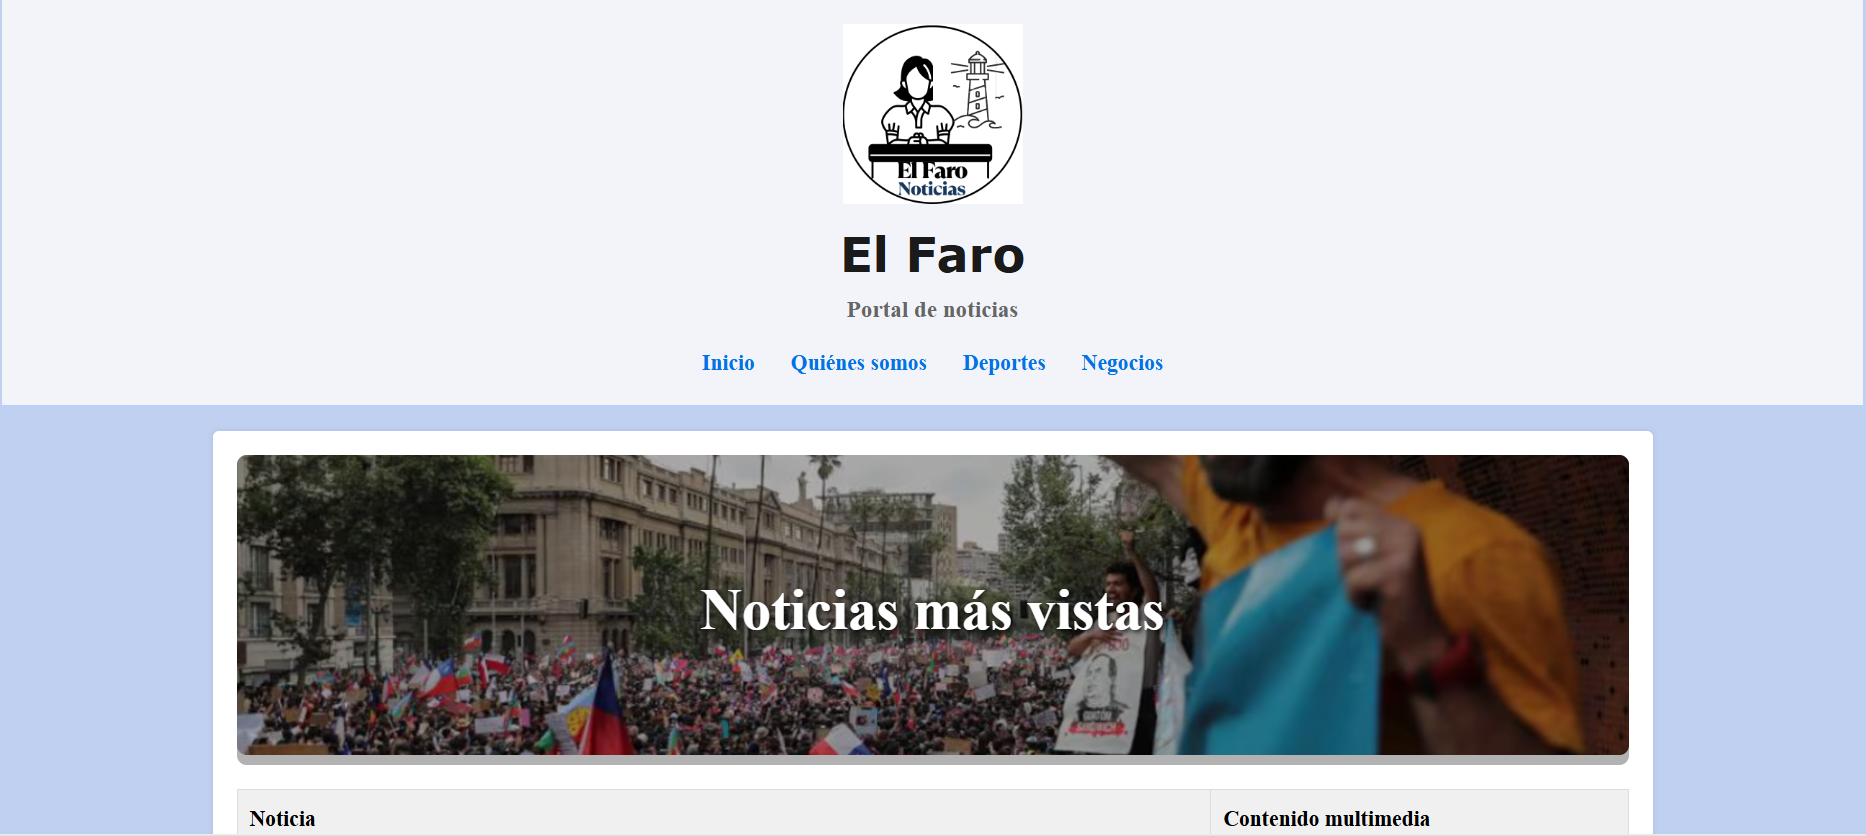 El Faro
Noticias
El Faro
Portal de noticias
Inicio Quiénes somos Deportes Negocios
Noticias más vistas
Noticia Contenido multimedia